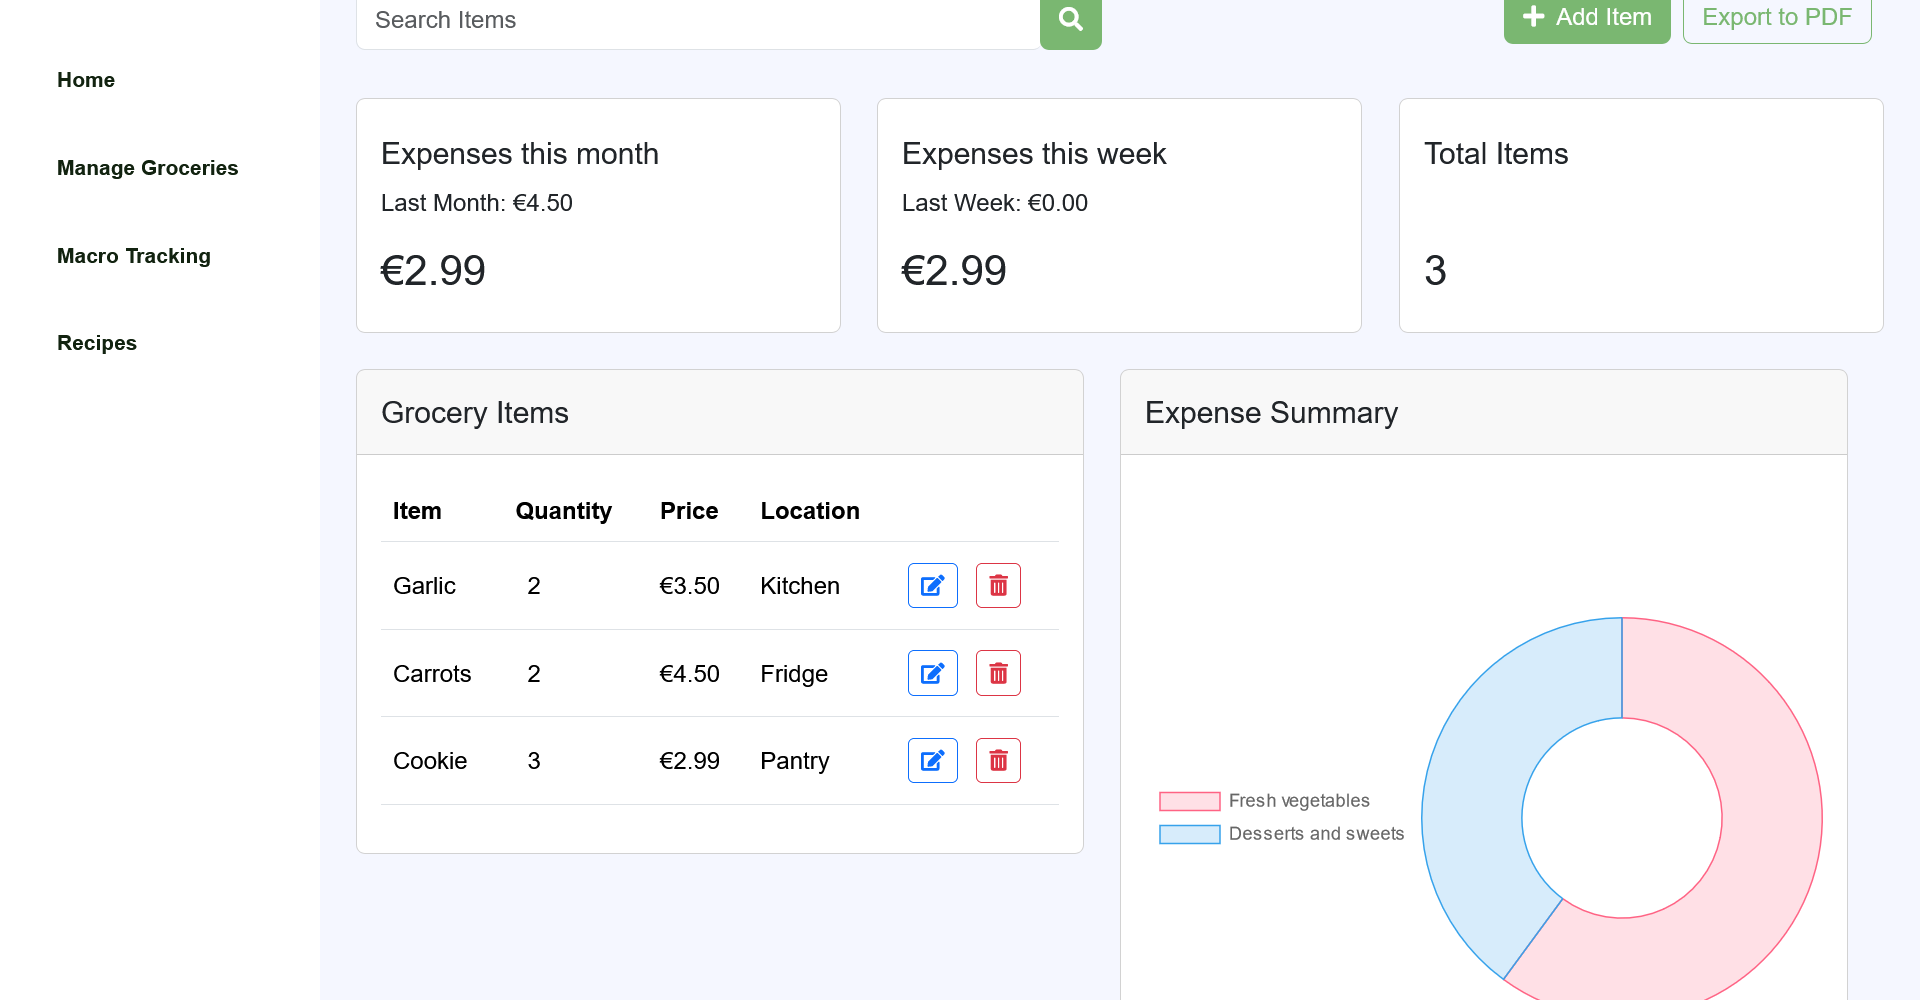 Search Items
Add Item
Export to PDF
Home
Manage Groceries
Macro Tracking
Recipes
Expenses this month
Last Month: €4.50
€2.99
Expenses this week
Last Week: €0.00
€2.99
Total Items
3
Grocery Items
Item Quantity Price Location
Garlic 2 €3.50 Kitchen
Carrots 2 €4.50 Fridge
Cookie 3 €2.99 Pantry
Expense Summary
Fresh vegetables
Desserts and sweets